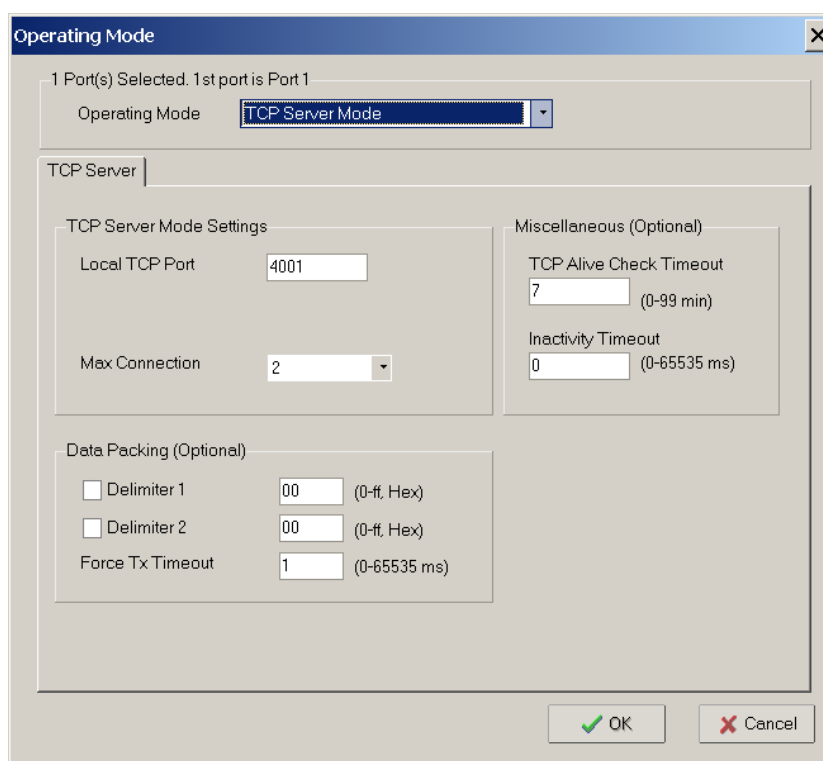 Operating Mode
1 Port(s) Selected. 1st port is Port 1
Operating Mode TCP Server Mode
TCP Server
TCP Server Mode Settings
Local TCP Port 4001
Max Connection 2
Miscellaneous (Optional)
TCP Alive Check Timeout
7 (0-99 min)
Inactivity Timeout
0 (0-65535 ms)
Data Packing (Optional)
Delimiter 1 00 (0-ff, Hex)
Delimiter 2 00 (0-ff, Hex)
Force Tx Timeout 1 (0-65535 ms)
OK Cancel